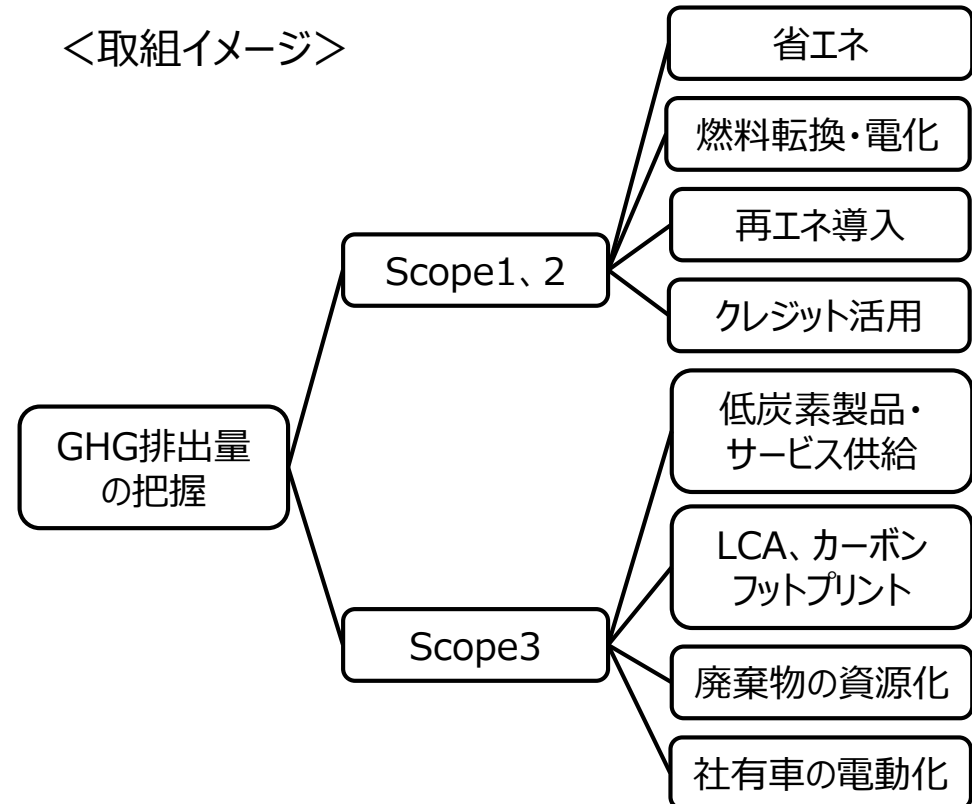 ＜取組イメージ＞
省エネ
燃料転換・電化
再エネ導入
Scope1、2
クレジット活用
低炭素製品・
サービス供給
GHG排出量
の把握
LCA、カーボン
フットプリント
Scope3
廃棄物の資源化
社有車の電動化